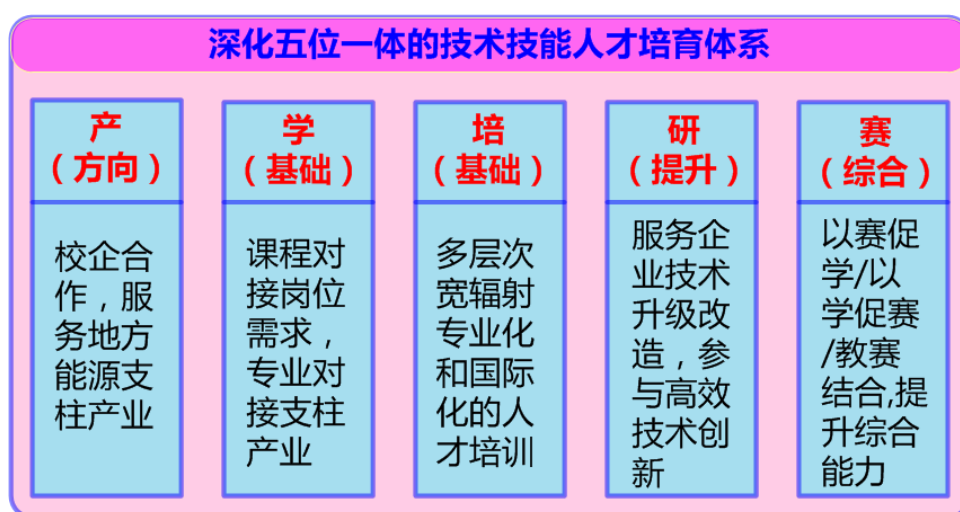 深化五位一体的技术技能人才培育体系
产
（方向）
校企合
作，服
务地方
能源支
柱产业
学
（基础）
课程对
接岗位
需求，
专业对
接支柱
产业
培
（基础）
多层次
宽辐射
专业化
和国际
化的人
才培训
研
（提升）
服务企
业技术
升级改
造，参
与高效
技术创
新
赛
（综合）
以赛促
学/以
学促赛
/教赛
结合,提
升综合
能力